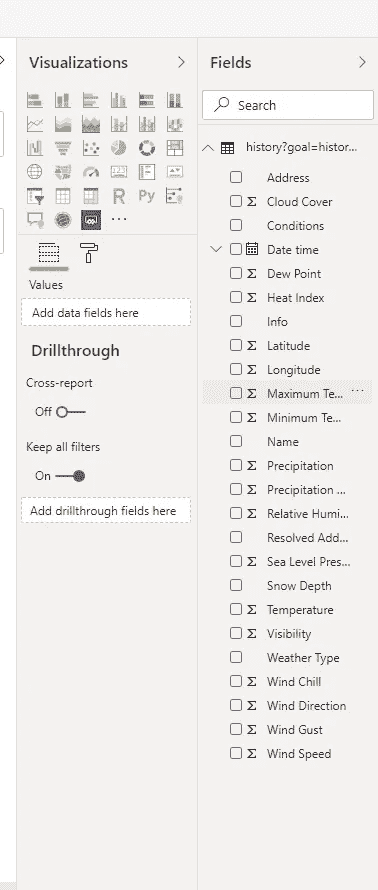 Visualizations
Values
Add data fields here
Drillthrough
Cross-report
Off
Keep all filters
On
Add drillthrough fields here
Fields
Search
history?goal=histor...
Address
Σ Cloud Cover
Conditions
Date time
Σ Dew Point
Σ Heat Index
Info
Σ Latitude
Σ Longitude
Σ Maximum Te... ...
Σ Minimum Te...
Name
Σ Precipitation
Σ Precipitation ...
Σ Relative Humi...
Resolved Add...
Σ Sea Level Pres...
Snow Depth
Σ Temperature
Σ Visibility
Weather Type
Σ Wind Chill
Σ Wind Direction
Σ Wind Gust
Σ Wind Speed
R
Py
123
...